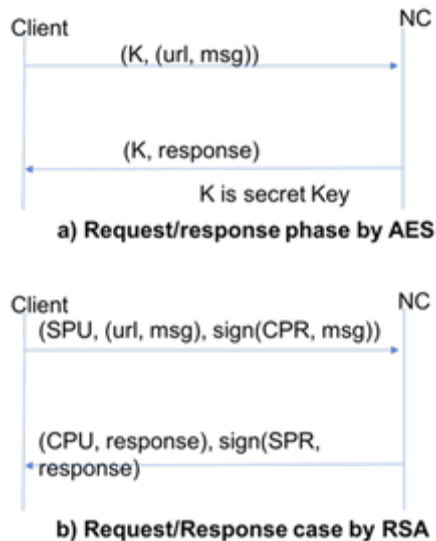 Client NC
(K, (url, msg))
(K, response)
K is secret Key
a) Request/response phase by AES
Client NC
(SPU, (url, msg), sign(CPR, msg))
(CPU, response), sign(SPR,
response)
b) Request/Response case by RSA